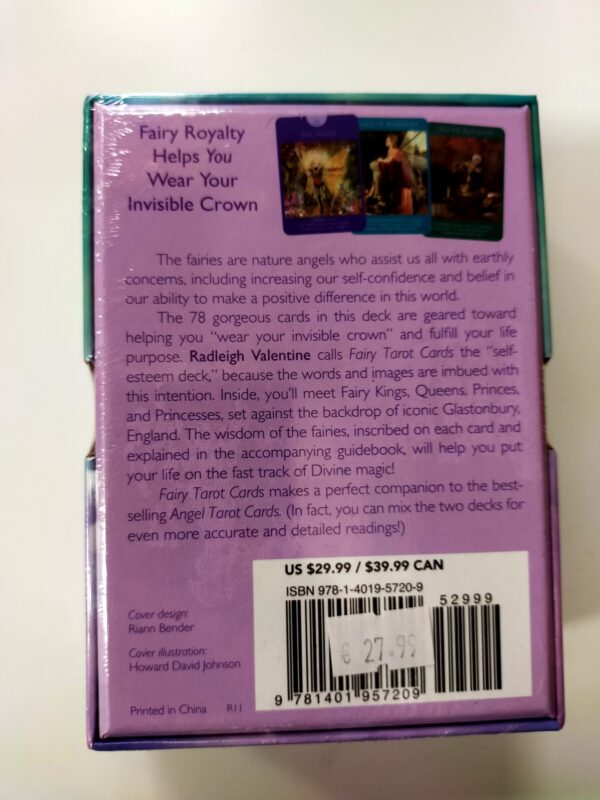 Fairy Royalty
Helps You
Wear Your
Invisible Crown
The fairies are nature angels who assist us all with earthly
concerns, including increasing our self-confidence and belief in
our ability to make a positive difference in this world.
The 78 gorgeous cards in this deck are geared toward
helping you "wear your invisible crown" and fulfill your life
purpose. Radleigh Valentine calls Fairy Tarot Cards the "self-
esteem deck," because the words and images are imbued with
this intention. Inside, you'll meet Fairy Kings, Queens, Princes,
and Princesses, set against the backdrop of iconic Glastonbury,
England. The wisdom of the fairies, inscribed on each card and
explained in the accompanying guidebook, will help you put
your life on the fast track of Divine magic!
Fairy Tarot Cards makes a perfect companion to the best-
selling Angel Tarot Cards. (In fact, you can mix the two decks for
even more accurate and detailed readings!)
US $29.99 / $39.99 CAN
ISBN 978-1-4019-5720-9
52999
€ 27.99
9 781401 957209
Cover design:
Riann Bender
Cover illustration:
Howard David Johnson
Printed in China R11